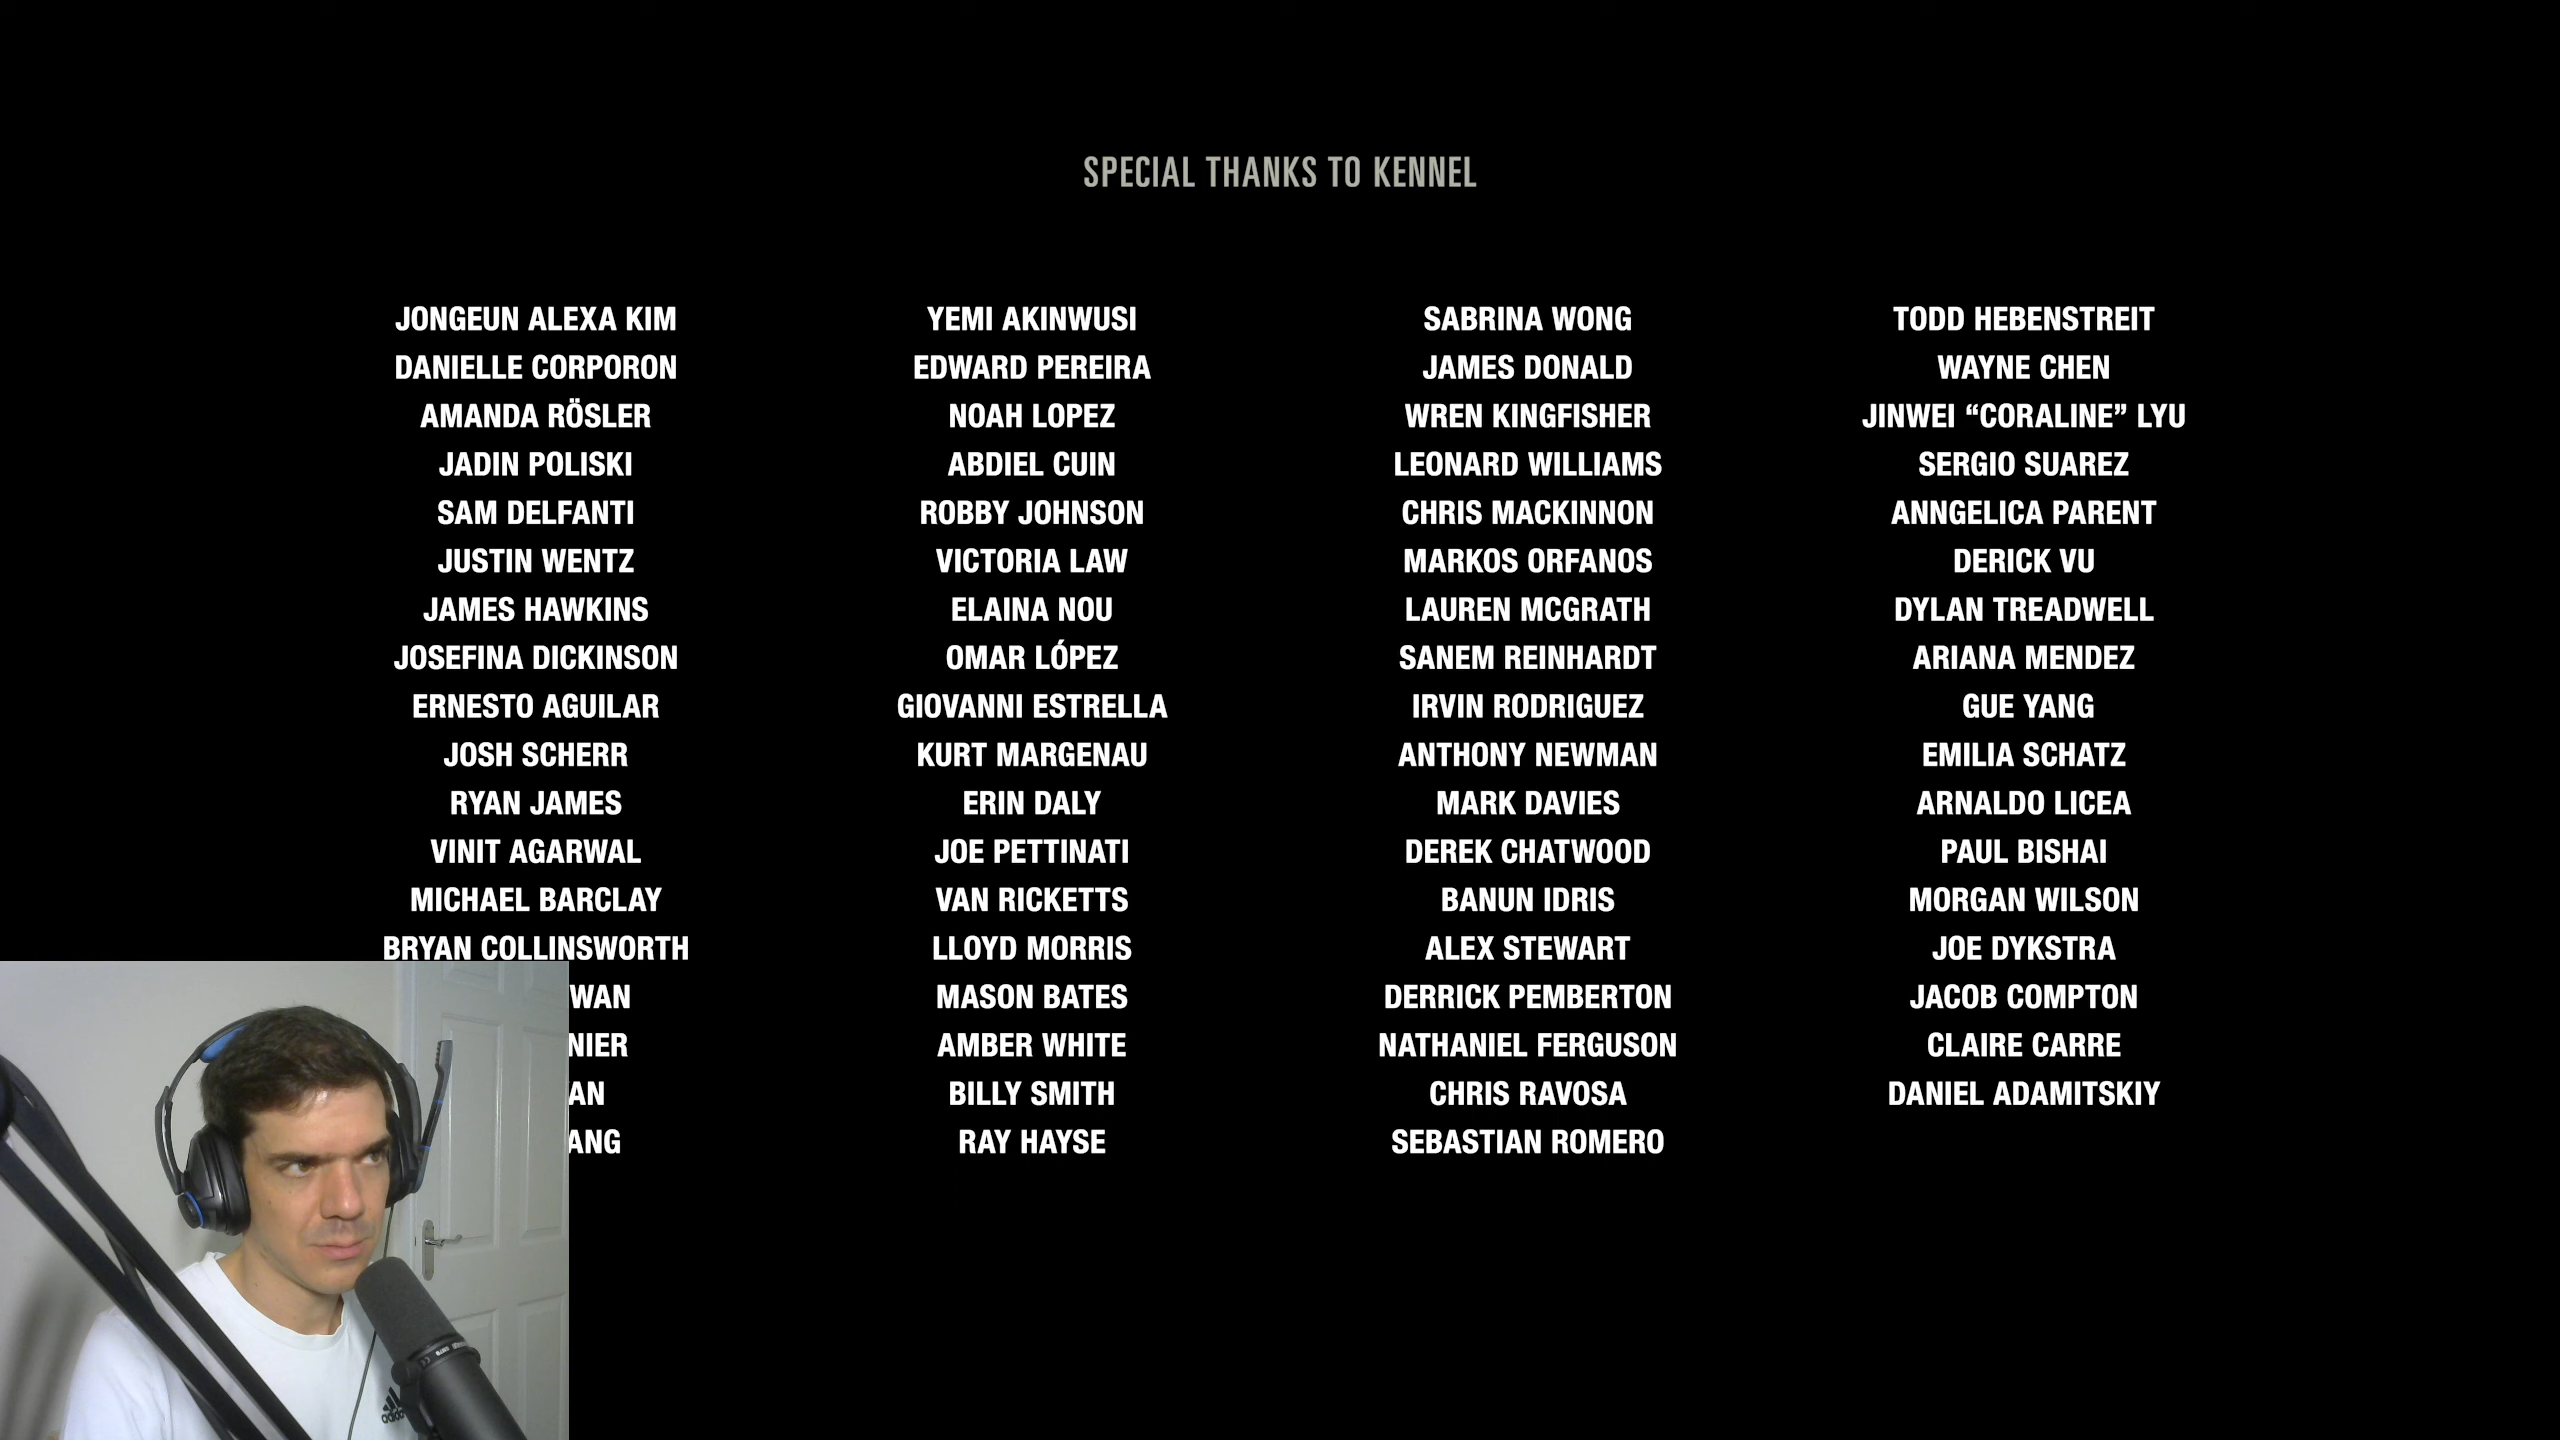 SPECIAL THANKS TO KENNEL
JONGEUN ALEXA KIM
DANIELLE CORPORON
AMANDA RÖSLER
JADIN POLISKI
SAM DELFANTI
JUSTIN WENTZ
JAMES HAWKINS
JOSEFINA DICKINSON
ERNESTO AGUILAR
JOSH SCHERR
RYAN JAMES
VINIT AGARWAL
MICHAEL BARCLAY
BRYAN COLLINSWORTH
YEMI AKINWUSI
EDWARD PEREIRA
NOAH LOPEZ
ABDIEL CUIN
ROBBY JOHNSON
VICTORIA LAW
ELAINA NOU
OMAR LÓPEZ
GIOVANNI ESTRELLA
KURT MARGENAU
ERIN DALY
JOE PETTINATI
VAN RICKETTS
LLOYD MORRIS
MASON BATES
AMBER WHITE
BILLY SMITH
RAY HAYSE
SABRINA WONG
JAMES DONALD
WREN KINGFISHER
LEONARD WILLIAMS
CHRIS MACKINNON
MARKOS ORFANOS
LAUREN MCGRATH
SANEM REINHARDT
IRVIN RODRIGUEZ
ANTHONY NEWMAN
MARK DAVIES
DEREK CHATWOOD
BANUN IDRIS
ALEX STEWART
DERRICK PEMBERTON
NATHANIEL FERGUSON
CHRIS RAVOSA
SEBASTIAN ROMERO
TODD HEBENSTREIT
WAYNE CHEN
JINWEI “CORALINE” LYU
SERGIO SUAREZ
ANNGELICA PARENT
DERICK VU
DYLAN TREADWELL
ARIANA MENDEZ
GUE YANG
EMILIA SCHATZ
ARNALDO LICEA
PAUL BISHAI
MORGAN WILSON
JOE DYKSTRA
JACOB COMPTON
CLAIRE CARRE
DANIEL ADAMITSKIY
adidas